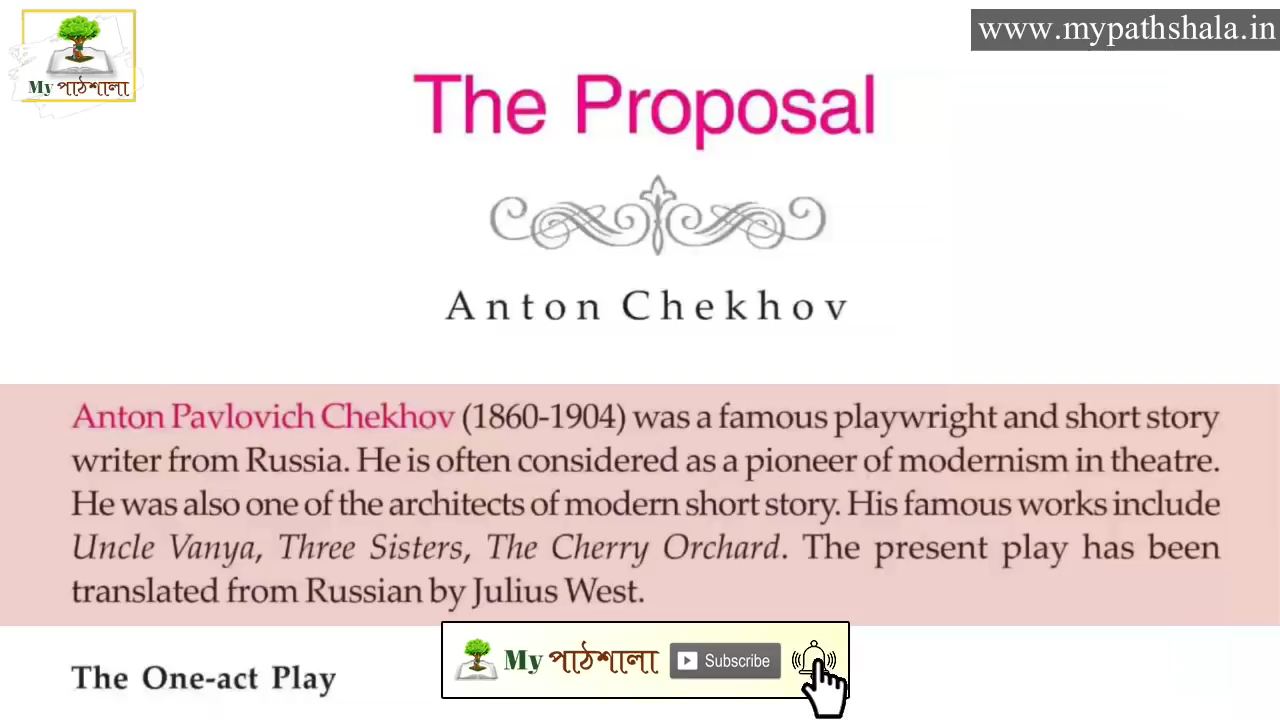 My পাঠশালা
www.mypathshala.in
The Proposal
Anton Chekhov
Anton Pavlovich Chekhov (1860-1904) was a famous playwright and short story
writer from Russia. He is often considered as a pioneer of modernism in theatre.
He was also one of the architects of modern short story. His famous works include
Uncle Vanya, Three Sisters, The Cherry Orchard. The present play has been
translated from Russian by Julius West.
The One-act Play
My পাঠশালা Subscribe